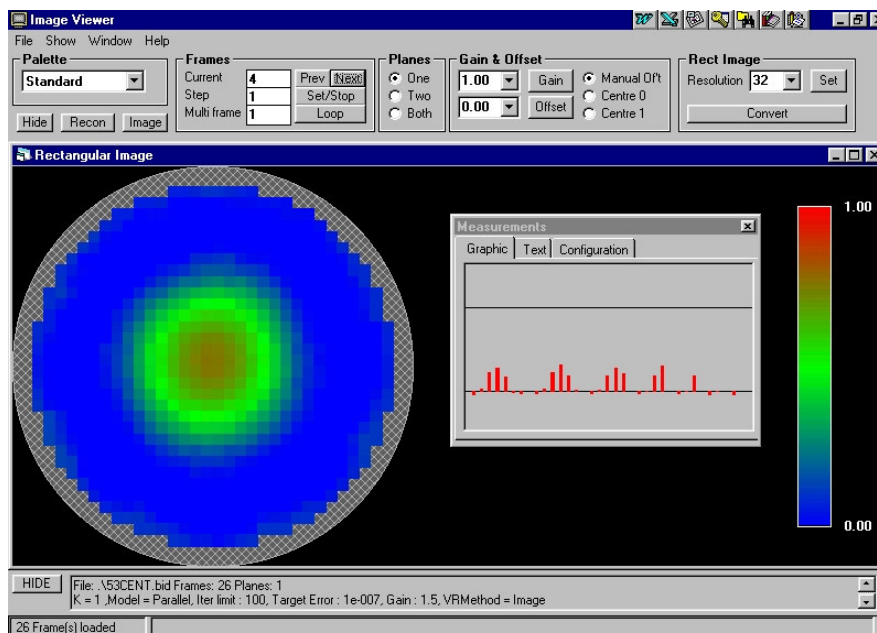 Image Viewer
File Show Window Help
Palette
Standard
Hide Recon Image
Frames
Current 4 Prev Next
Step 1 Set/Stop
Multi frame 1 Loop
Planes
One
Two
Both
Gain & Offset
1.00 Gain
0.00 Offset
Manual Of't
Centre 0
Centre 1
Rect Image
Resolution 32 Set
Convert
Rectangular Image
Measurements
Graphic Text Configuration
1.00
0.00
HIDE
File: .\53CENT.bid Frames: 26 Planes: 1
K = 1 ,Model = Parallel, Iter limit : 100, Target Error : 1e-007, Gain : 1.5, VRMethod = Image
26 Frame(s) loaded